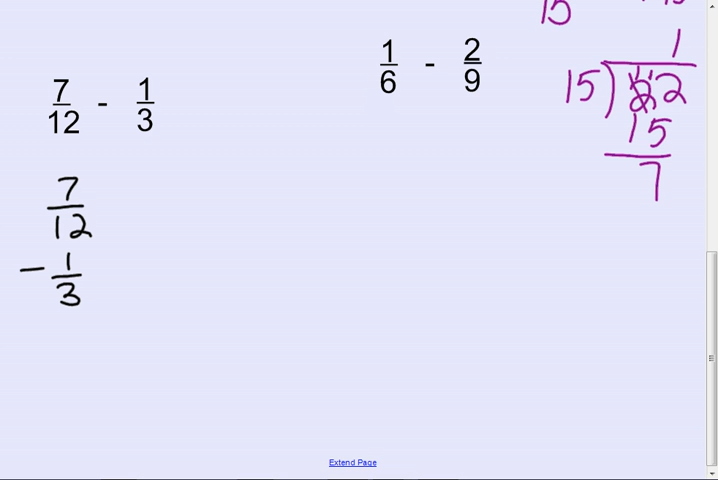 7/12 - 1/3
7/12
- 1/3
1/6 - 2/9
15
1
15)22
15
7
Extend Page